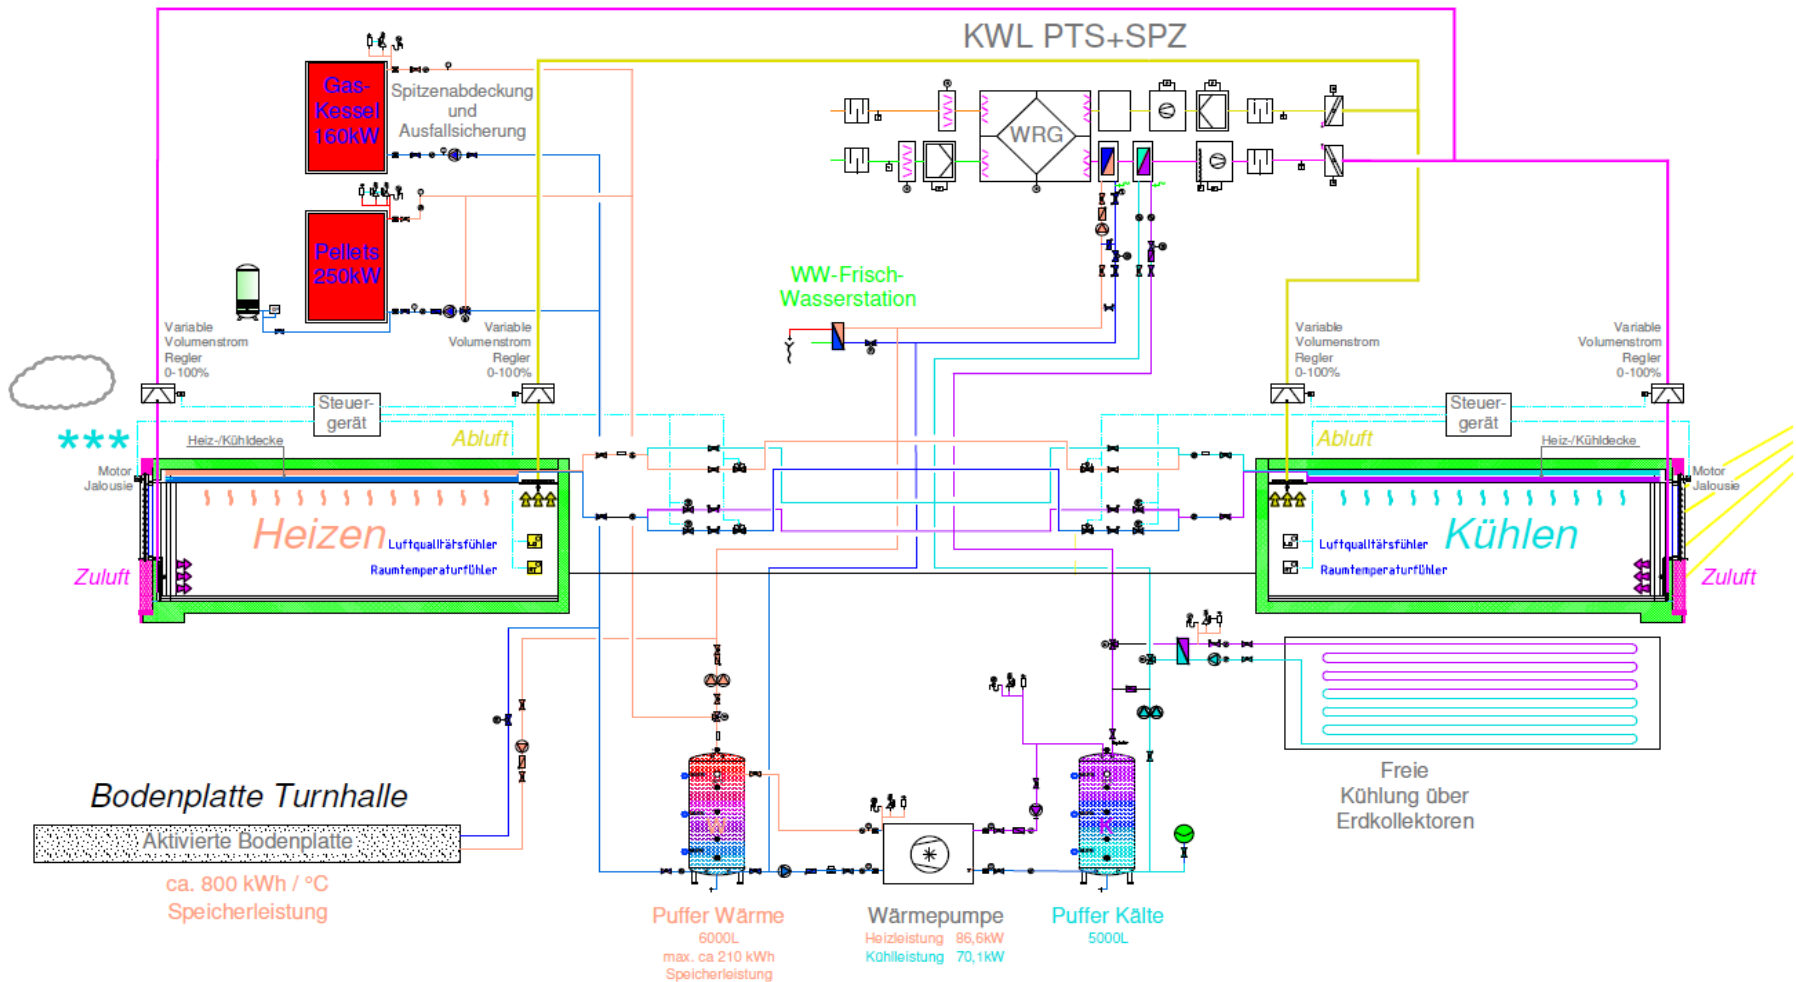 KWL PTS+SPZ
Gas-
Kessel
160kW
Spitzenabdeckung
und
Ausfallsicherung
WRG
Pellets
250kW
WW-Frisch-
Wasserstation
Variable
Volumenstrom
Regler
0-100%
Variable
Volumenstrom
Regler
0-100%
Variable
Volumenstrom
Regler
0-100%
Variable
Volumenstrom
Regler
0-100%
Steuer-
gerät
Steuer-
gerät
***
Heiz-/Kühldecke
Abluft
Abluft
Heiz-/Kühldecke
Motor
Jalousie
Motor
Jalousie
Heizen
Luftqualitätsfühler
Raumtemperaturfühler
Kühlen
Luftqualitätsfühler
Raumtemperaturfühler
Zuluft
Zuluft
Bodenplatte Turnhalle
Aktivierte Bodenplatte
ca. 800 kWh / °C
Speicherleistung
W
K
Freie
Kühlung über
Erdkollektoren
Puffer Wärme
6000L
max. ca 210 kWh
Speicherleistung
Wärmepumpe
Heizleistung 86,6kW
Kühlleistung 70,1kW
Puffer Kälte
5000L